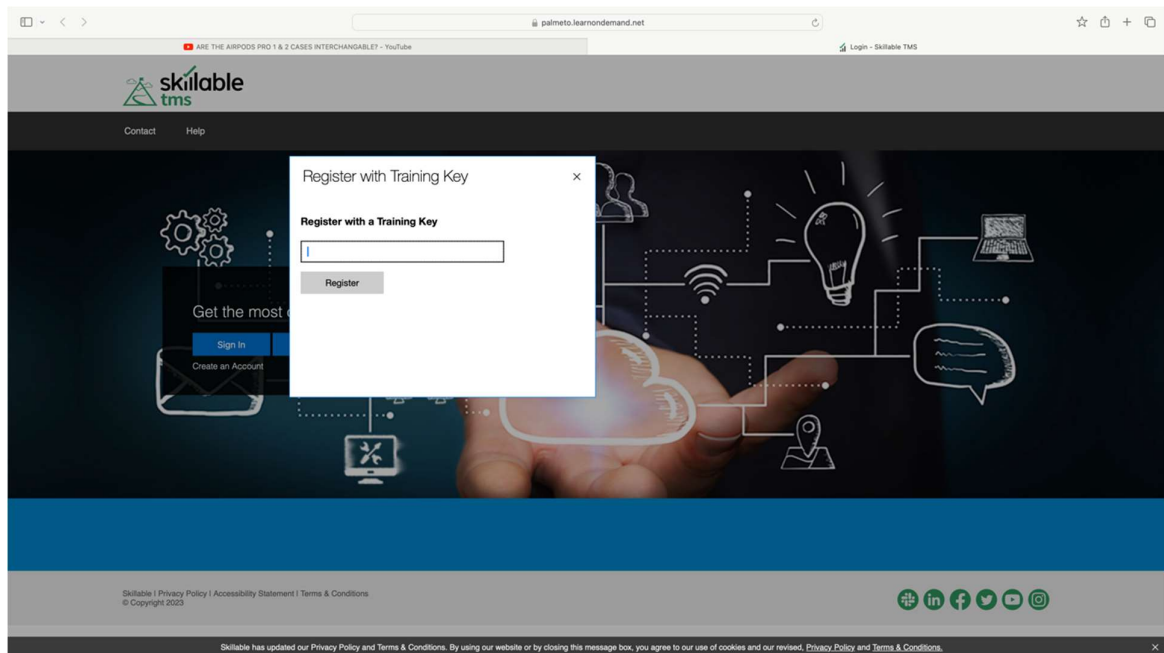 palmeto.learnondemand.net
ARE THE AIRPODS PRO 1 & 2 CASES INTERCHANGABLE? - YouTube
Login - Skillable TMS
skillable
tms
Contact
Help
Register with Training Key
×
Register with a Training Key
Register
Get the most
Sign In
Create an Account
Skillable | Privacy Policy | Accessibility Statement | Terms & Conditions
© Copyright 2023
Skillable has updated our Privacy Policy and Terms & Conditions. By using our website or by closing this message box, you agree to our use of cookies and our revised, Privacy Policy and Terms & Conditions.
×